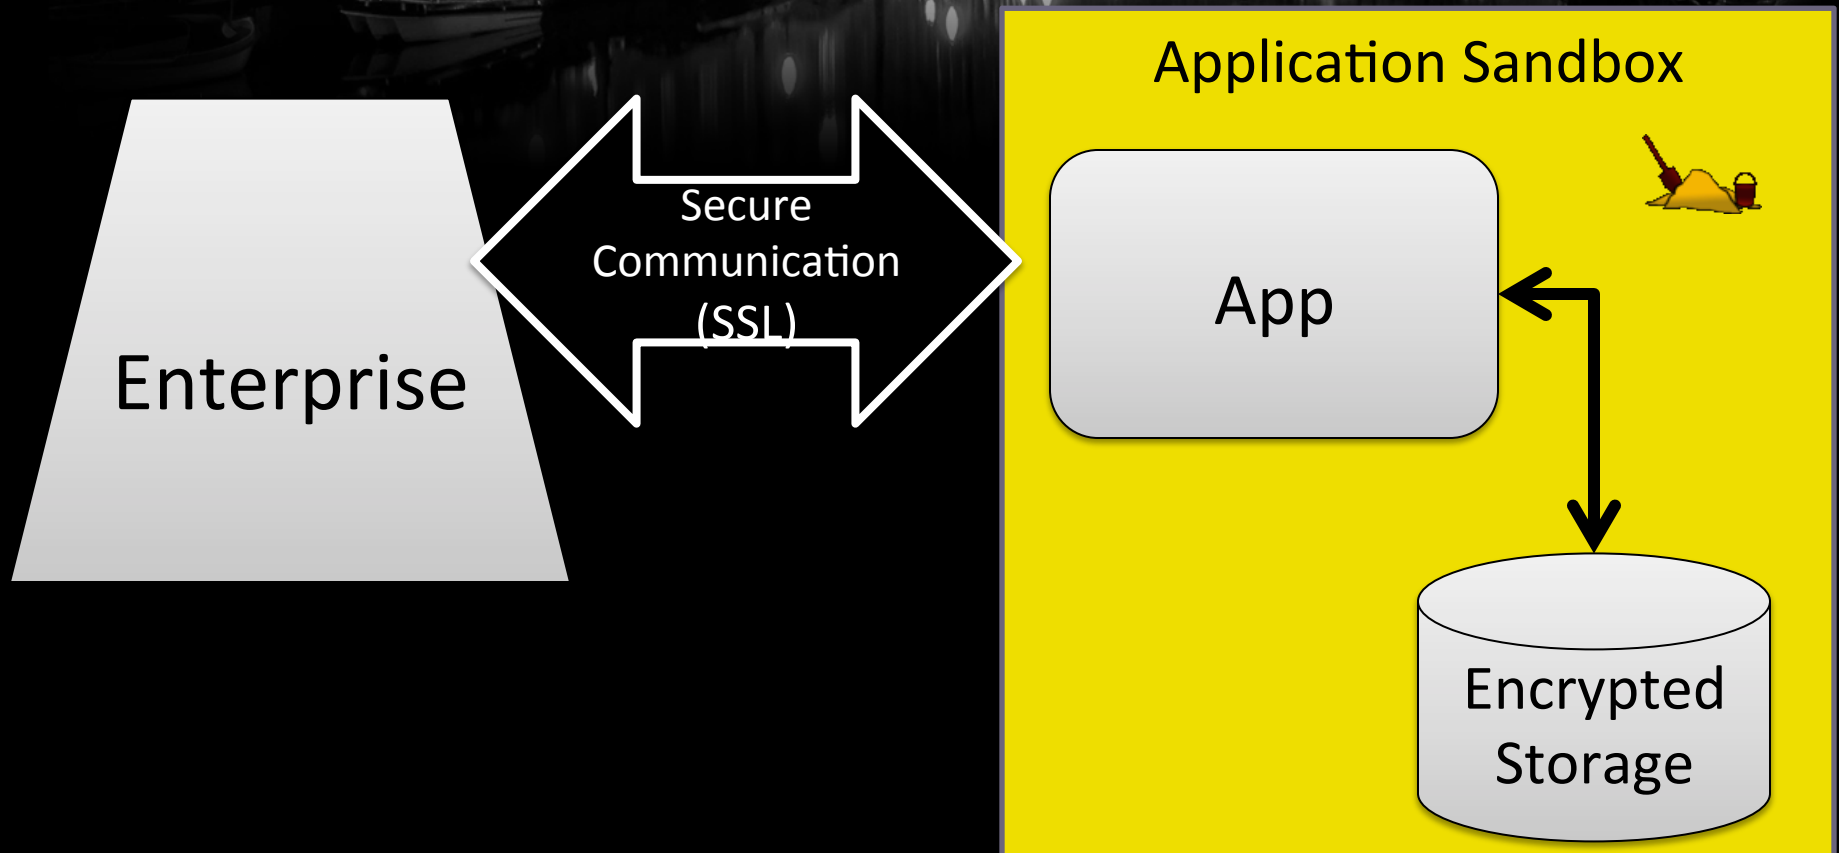 Application Sandbox
Secure
Communication
(SSL)
App
Enterprise
Encrypted
Storage